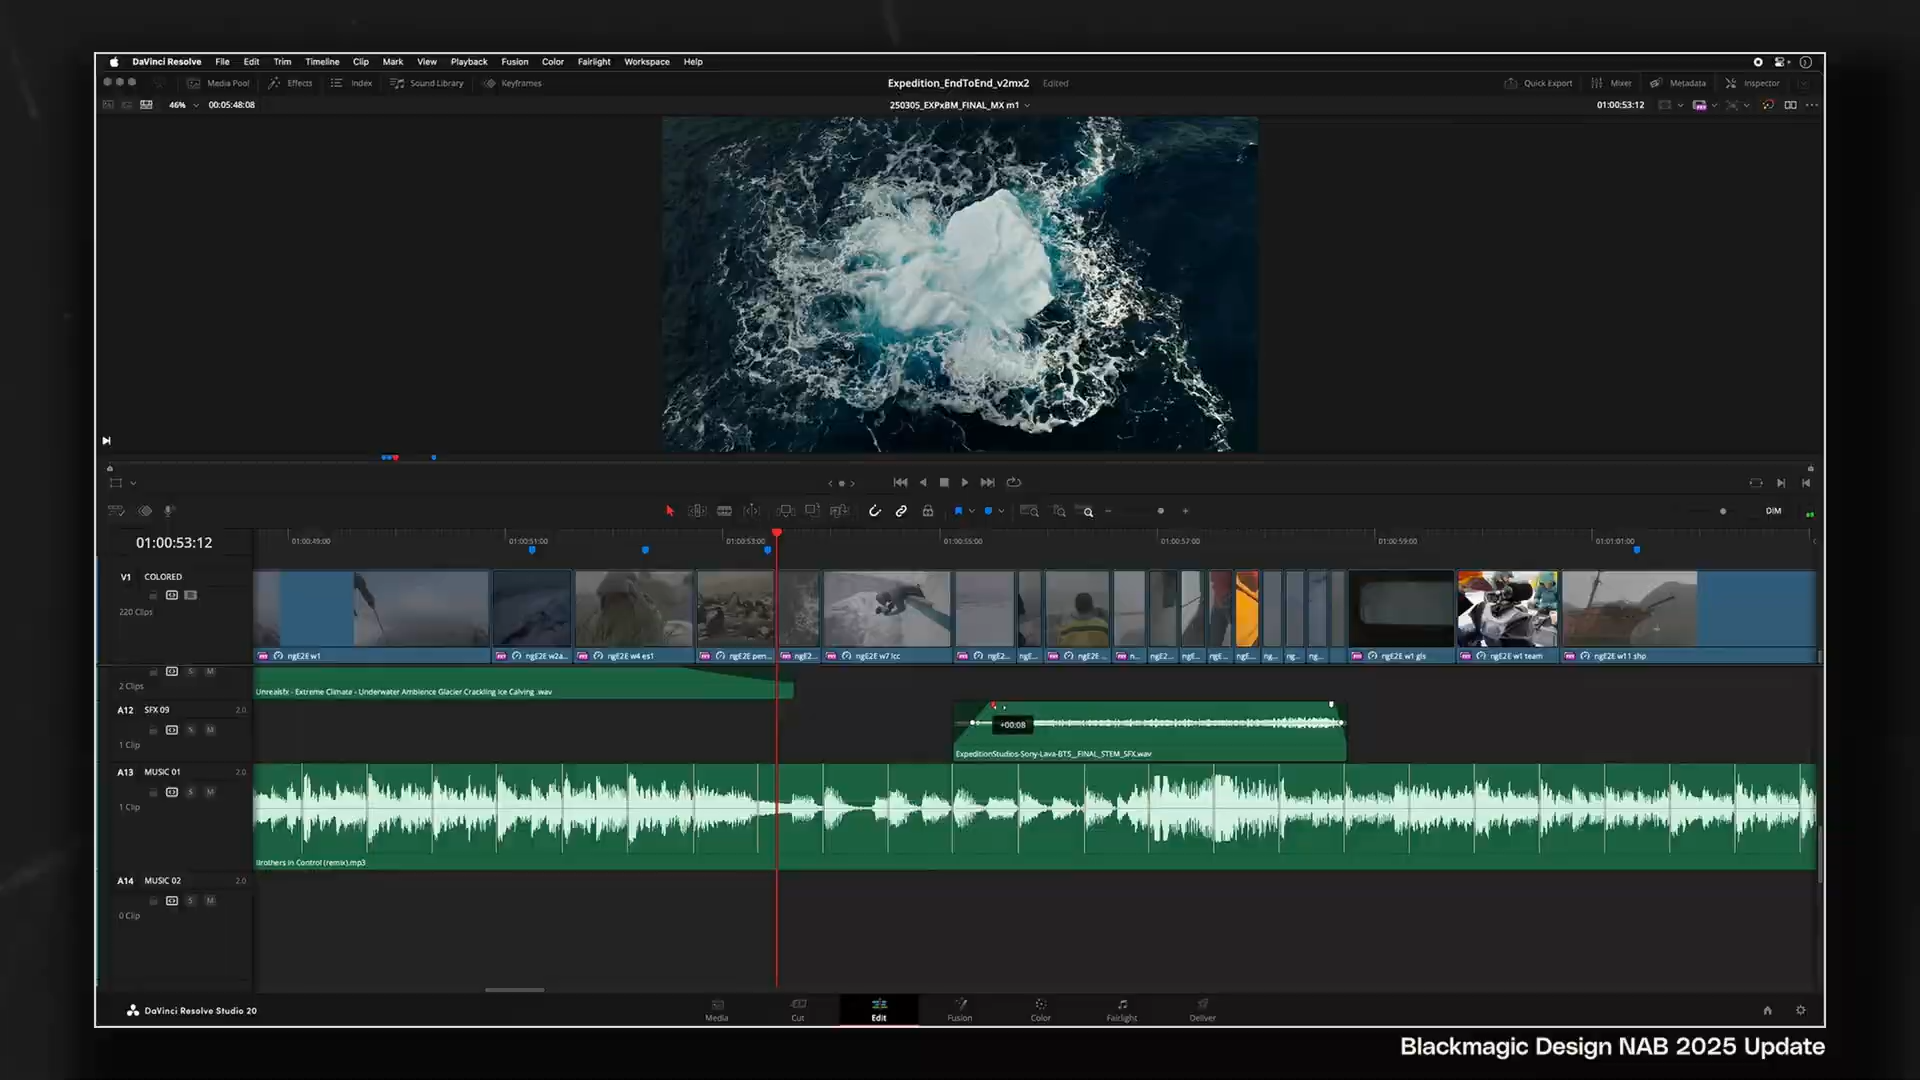 DaVinci Resolve File Edit Trim Timeline Clip Mark View Playback Fusion Color Fairlight Workspace Help
Media Pool Effects Index Sound Library Keyframes Expedition_EndToEnd_v2mx2 Edited Quick Export Mixer Metadata Inspector
46% 00:05:48:08 250305_EXPxBM_FINAL_MX m1 01:00:53:12
DIM
01:00:53:12 01:00:49:00 01:00:51:00 01:00:53:00 01:00:55:00 01:00:57:00 01:00:59:00 01:01:01:00
V1 COLORED
220 Clips
ngE2E w1 ngE2E w2a... ngE2E w4 es1 ngE2E pen... ngE2... ngE2E w7 lcc ngE2... ngE... ngE2E ... n... ngE2... ngE... ngE... ngE... ng... ng... ng... ngE2E w1 gls ngE2E w1 team ngE2E w11 shp
S M
2 Clips
Unrealsfx - Extreme Climate - Underwater Ambience Glacier Crackling Ice Calving .wav
A12 SFX 09 2.0
S M
+00:08
1 Clip
ExpeditionStudios-Sony-Lava-BTS__FINAL_STEM_SFX.wav
A13 MUSIC 01 2.0
S M
1 Clip
Brothers In Control (remix).mp3
A14 MUSIC 02 2.0
S M
0 Clip
DaVinci Resolve Studio 20
Media Cut Edit Fusion Color Fairlight Deliver
Blackmagic Design NAB 2025 Update